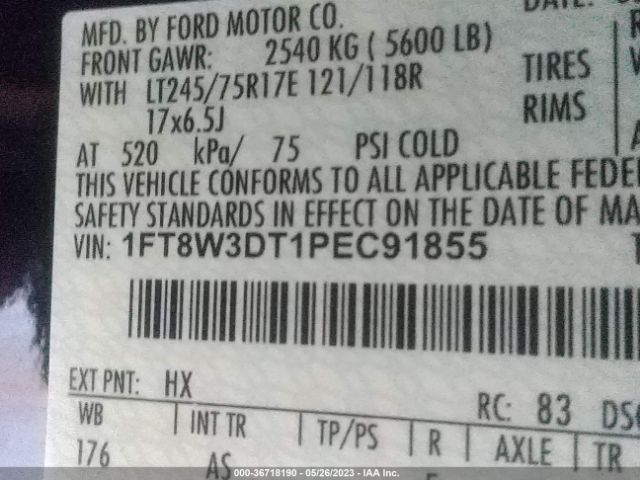 DATE:
MFD. BY FORD MOTOR CO.
FRONT GAWR: 2540 KG ( 5600 LB)
WITH LT245/75R17E 121/118R TIRES
17x6.5J RIMS
AT 520 kPa/ 75 PSI COLD
THIS VEHICLE CONFORMS TO ALL APPLICABLE FEDE
SAFETY STANDARDS IN EFFECT ON THE DATE OF MA
VIN: 1FT8W3DT1PEC91855
EXT PNT: HX RC: 83 DSO
WB INT TR TP/PS R AXLE TR
176 AS
000-36718190 - 05/26/2023 - IAA Inc.